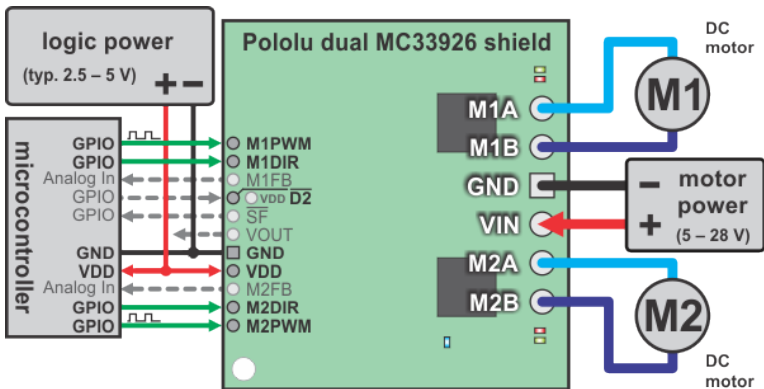 logic power
(typ. 2.5 – 5 V)
+ −
Pololu dual MC33926 shield
DC
motor
M1
M1A
M1B
GND
VIN
M2A
M2B
− motor
+ power
(5 – 28 V)
M2
DC
motor
microcontroller
GPIO
GPIO
Analog In
GPIO
GPIO
GND
VDD
Analog In
GPIO
GPIO
M1PWM
M1DIR
M1FB
VDD D2
SF
VOUT
GND
VDD
M2FB
M2DIR
M2PWM